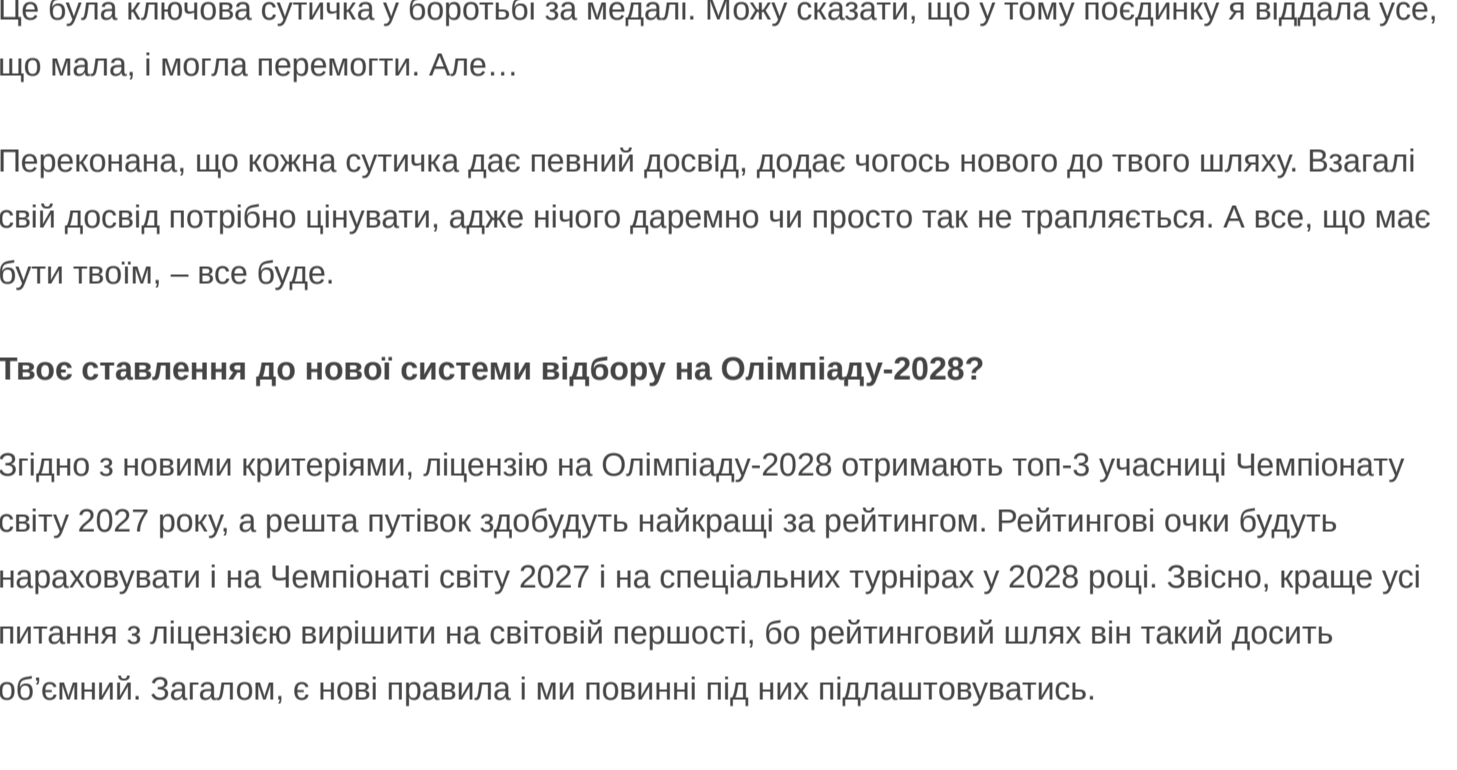 Це була ключова сутичка у боротьбі за медалі. Можу сказати, що у тому поєдинку я віддала усе,
що мала, і могла перемогти. Але…
Переконана, що кожна сутичка дає певний досвід, додає чогось нового до твого шляху. Взагалі
свій досвід потрібно цінувати, адже нічого даремно чи просто так не трапляється. А все, що має
бути твоїм, – все буде.
Твоє ставлення до нової системи відбору на Олімпіаду-2028?
Згідно з новими критеріями, ліцензію на Олімпіаду-2028 отримають топ-3 учасниці Чемпіонату
світу 2027 року, а решта путівок здобудуть найкращі за рейтингом. Рейтингові очки будуть
нараховувати і на Чемпіонаті світу 2027 і на спеціальних турнірах у 2028 році. Звісно, краще усі
питання з ліцензією вирішити на світовій першості, бо рейтинговий шлях він такий досить
об’ємний. Загалом, є нові правила і ми повинні під них підлаштовуватись.